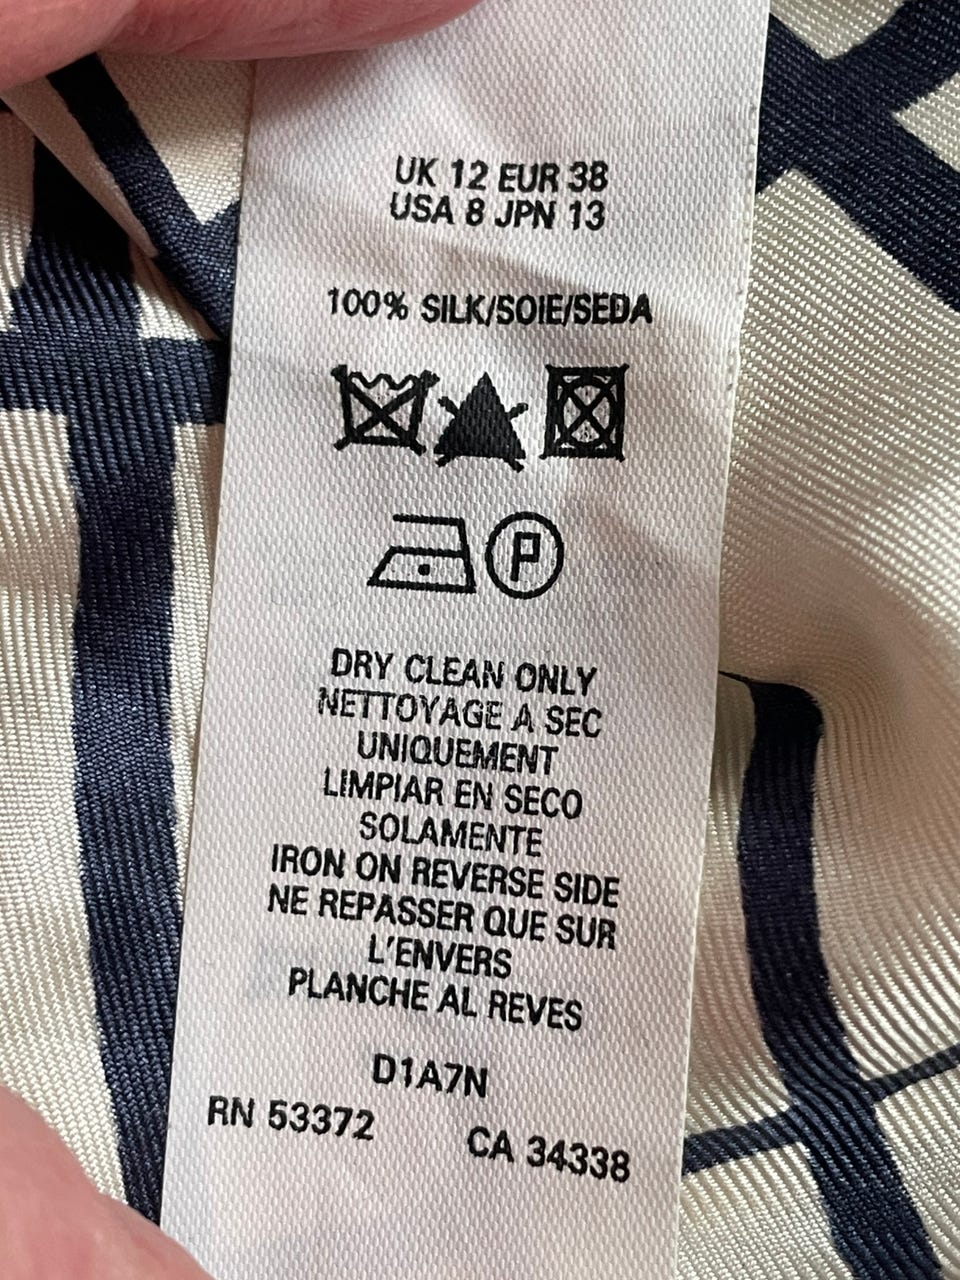 UK 12 EUR 38
USA 8 JPN 13
100% SILK/SOIE/SEDA
P
DRY CLEAN ONLY
NETTOYAGE A SEC
UNIQUEMENT
LIMPIAR EN SECO
SOLAMENTE
IRON ON REVERSE SIDE
NE REPASSER QUE SUR
L'ENVERS
PLANCHE AL REVES
D1A7N
RN 53372 CA 34338